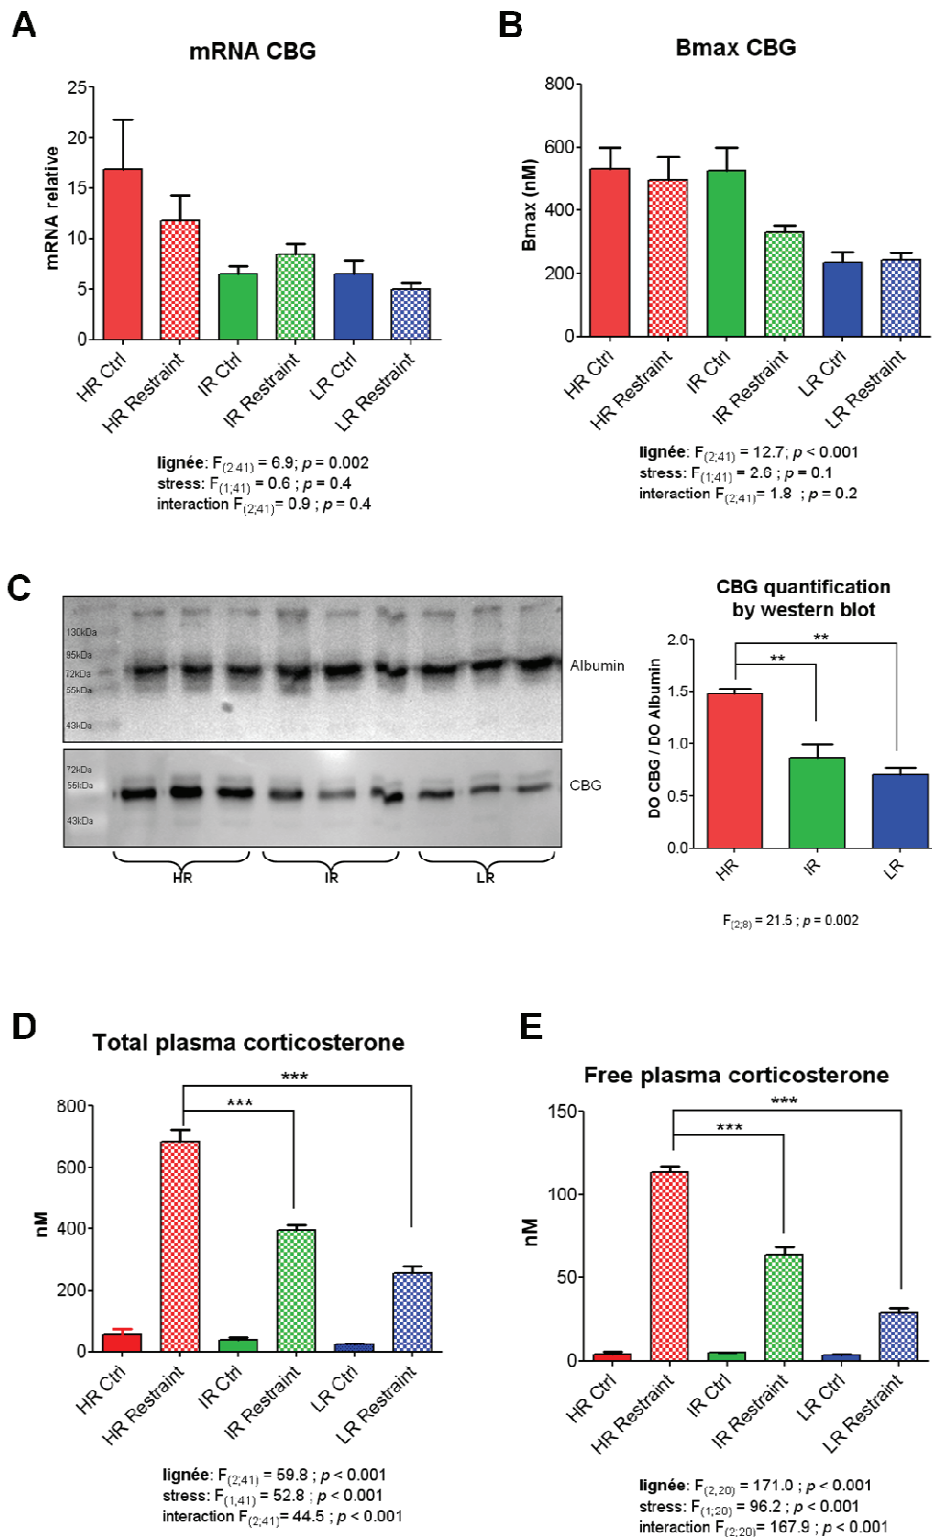 A
mRNA CBG
mRNA relative
25
20
15
10
5
0
HR Ctrl
HR Restraint
IR Ctrl
IR Restraint
LR Ctrl
LR Restraint
lignée: F(2;41) = 6.9; p = 0.002
stress: F(1;41) = 0.6 ; p = 0.4
interaction F(2;41)= 0.9 ; p = 0.4
B
Bmax CBG
Bmax (nM)
800
600
400
200
0
HR Ctrl
HR Restraint
IR Ctrl
IR Restraint
LR Ctrl
LR Restraint
lignée: F(2;41) = 12.7; p < 0.001
stress: F(1;41) = 2.6 ; p = 0.1
interaction F(2;41)= 1.8 ; p = 0.2
C
130kDa
95kDa
72kDa
55kDa
43kDa
Albumin
72kDa
55kDa
43kDa
CBG
HR
IR
LR
CBG quantification
by western blot
DO CBG / DO Albumin
2.0
1.5
1.0
0.5
0.0
**
**
HR
IR
LR
F(2;8) = 21.5 ; p = 0.002
D
Total plasma corticosterone
nM
800
600
400
200
0
***
***
HR Ctrl
HR Restraint
IR Ctrl
IR Restraint
LR Ctrl
LR Restraint
lignée: F(2;41) = 59.8 ; p < 0.001
stress: F(1,41) = 52.8 ; p < 0.001
interaction F(2;41)= 44.5 ; p < 0.001
E
Free plasma corticosterone
nM
150
100
50
0
***
***
HR Ctrl
HR Restraint
IR Ctrl
IR Restraint
LR Ctrl
LR Restraint
lignée: F(2,20) = 171.0 ; p < 0.001
stress: F(1;20) = 96.2 ; p < 0.001
interaction F(2;20)= 167.9 ; p < 0.001